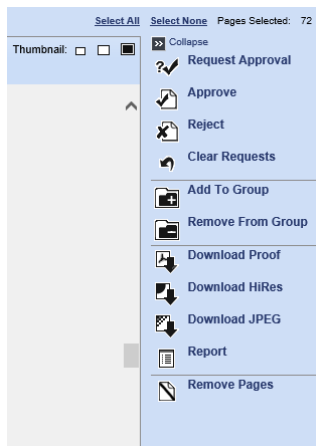 Select All Select None Pages Selected: 72
Thumbnail:
Collapse
Request Approval
Approve
Reject
Clear Requests
Add To Group
Remove From Group
Download Proof
Download HiRes
Download JPEG
Report
Remove Pages